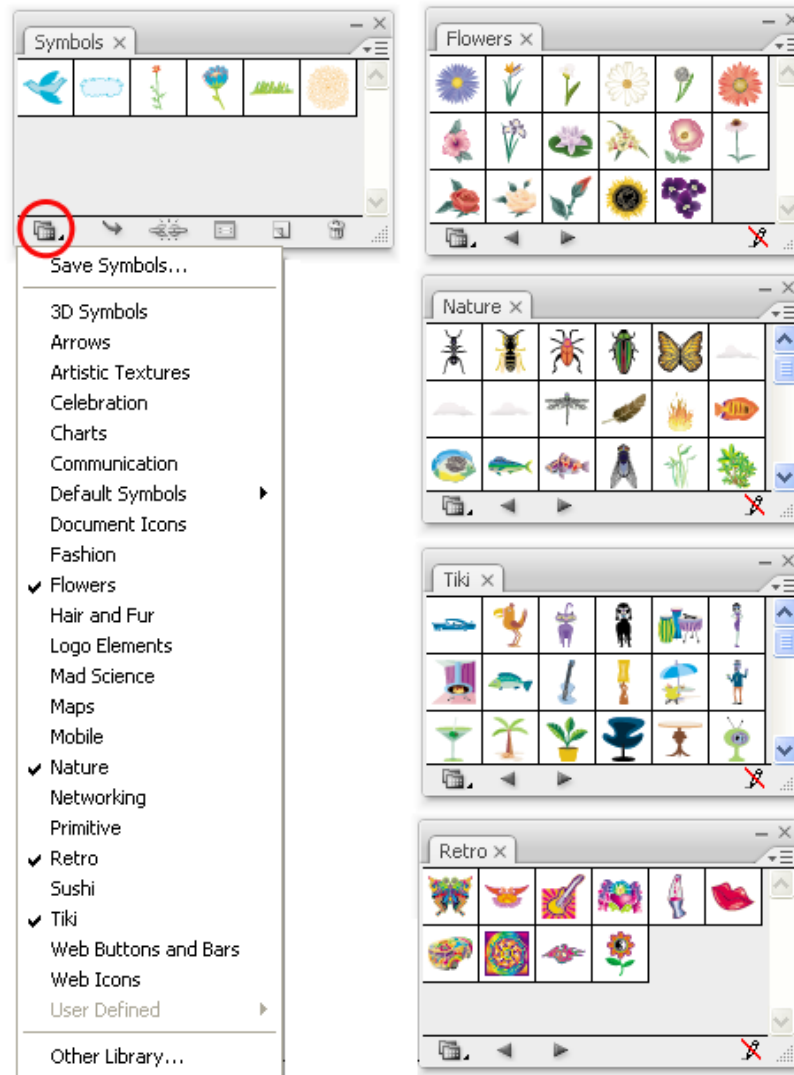 Symbols
Save Symbols...
3D Symbols
Arrows
Artistic Textures
Celebration
Charts
Communication
Default Symbols
Document Icons
Fashion
Flowers
Hair and Fur
Logo Elements
Mad Science
Maps
Mobile
Nature
Networking
Primitive
Retro
Sushi
Tiki
Web Buttons and Bars
Web Icons
User Defined
Other Library...
Flowers
Nature
Tiki
Retro